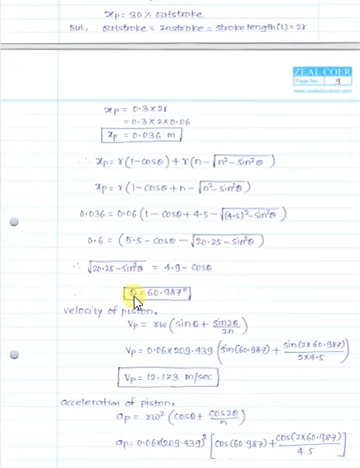 xp = 30% outstroke
but, outstroke = Instroke = stroke length (L) = 2r
ZEAL COER
Page No. 9
xp = 0.3 × 2r
= 0.3 × 2 × 0.06
xp = 0.036 m
∴ xp = r(1 - cosθ) + r(n - √n² - sin²θ
xp = r(1 - cosθ + n - √n² - sin²θ)
0.036 = 0.06 (1 - cosθ + 4.5 - √(4.5)² - sin²θ)
0.6 = (5.5 - cosθ - √20.25 - sin²θ)
∴ √20.25 - sin²θ = 4.9 - cosθ
∴ θ = 60.987°
velocity of piston,
Vp = rω (sinθ + sin2θ/2n)
Vp = 0.06 × 209.439 (sin(60.987) + sin(2×60.987)/2×4.5)
Vp = 12.173 m/sec
acceleration of piston,
ap = rω² (cosθ + cos2θ/n)
ap = 0.06 × (209.439)² [cos(60.987) + cos(2×60.987)/4.5]